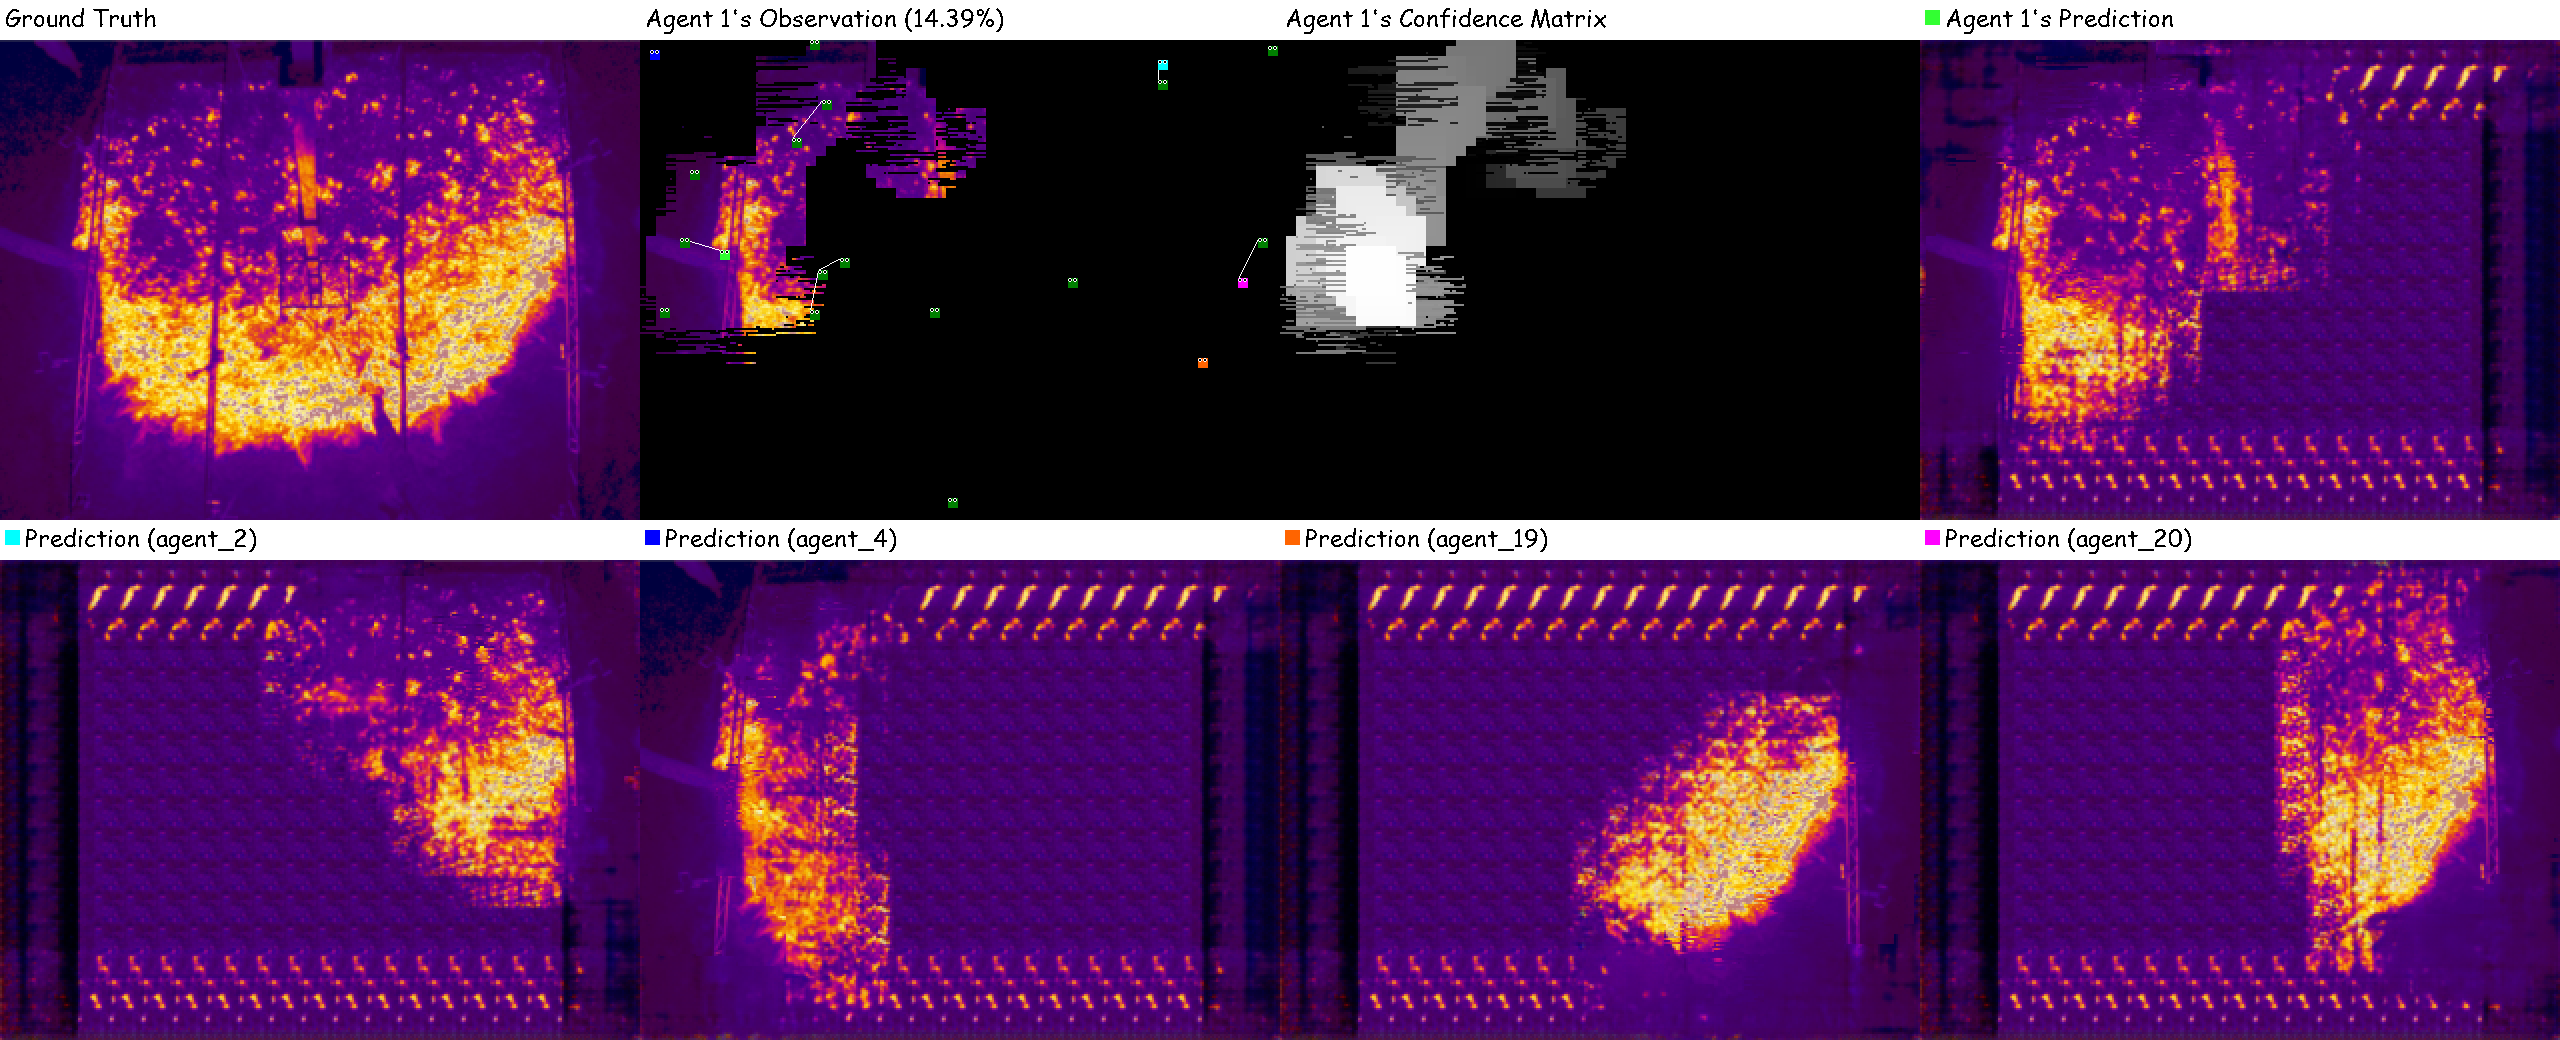 Ground Truth
Agent 1's Observation (14.39%)
Agent 1's Confidence Matrix
Agent 1's Prediction
Prediction (agent_2)
Prediction (agent_4)
Prediction (agent_19)
Prediction (agent_20)